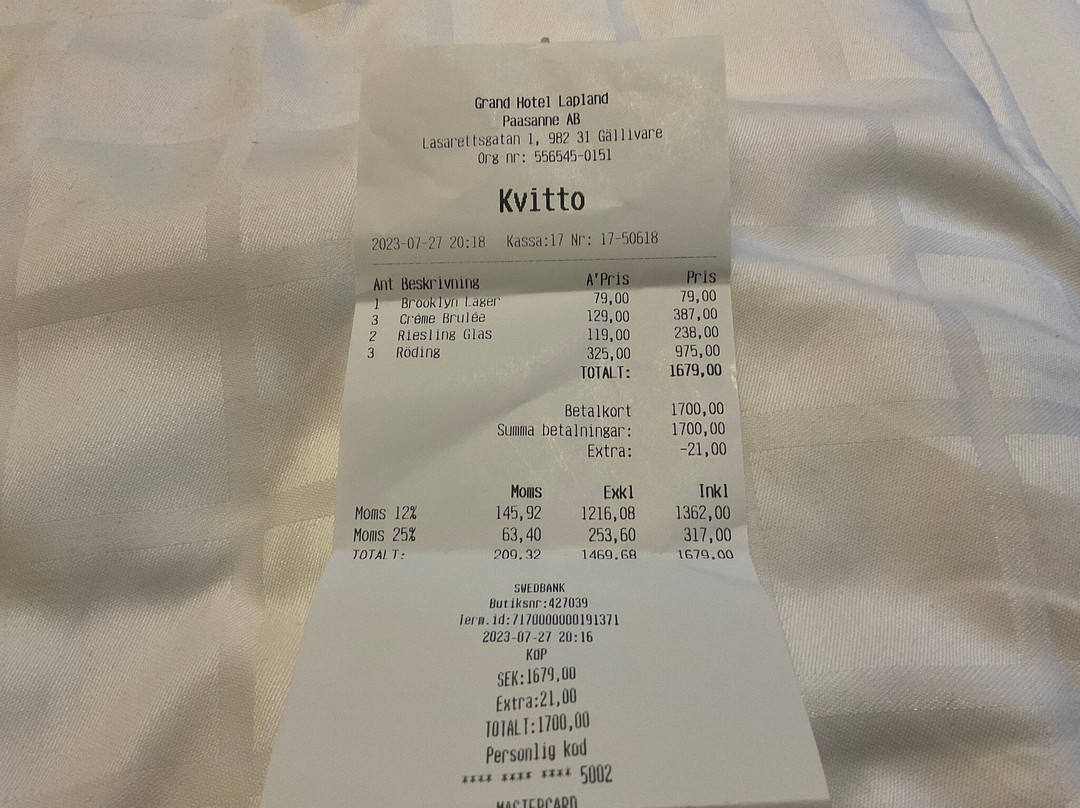 Grand Hotel Lapland
Paasanne AB
Lasarettsgatan 1, 982 31 Gällivare
Org nr: 556545-0151
Kvitto
2023-07-27 20:18 Kassa:17 Nr: 17-50618
Ant Beskrivning A'Pris Pris
1 Brooklyn Lager 79,00 79,00
3 Créme Brulée 129,00 387,00
2 Riesling Glas 119,00 238,00
3 Röding 325,00 975,00
TOTALT: 1679,00
Betalkort 1700,00
Summa betalningar: 1700,00
Extra: -21,00
Moms Exkl Inkl
Moms 12% 145,92 1216,08 1362,00
Moms 25% 63,40 253,60 317,00
TOTALT: 209,32 1469,68 1679,00
SWEDBANK
Butiksnr:427039
Term.id:7170000000191371
2023-07-27 20:16
KÖP
SEK:1679,00
Extra:21,00
TOTALT:1700,00
Personlig kod
**** **** **** 5002
MASTERCARD